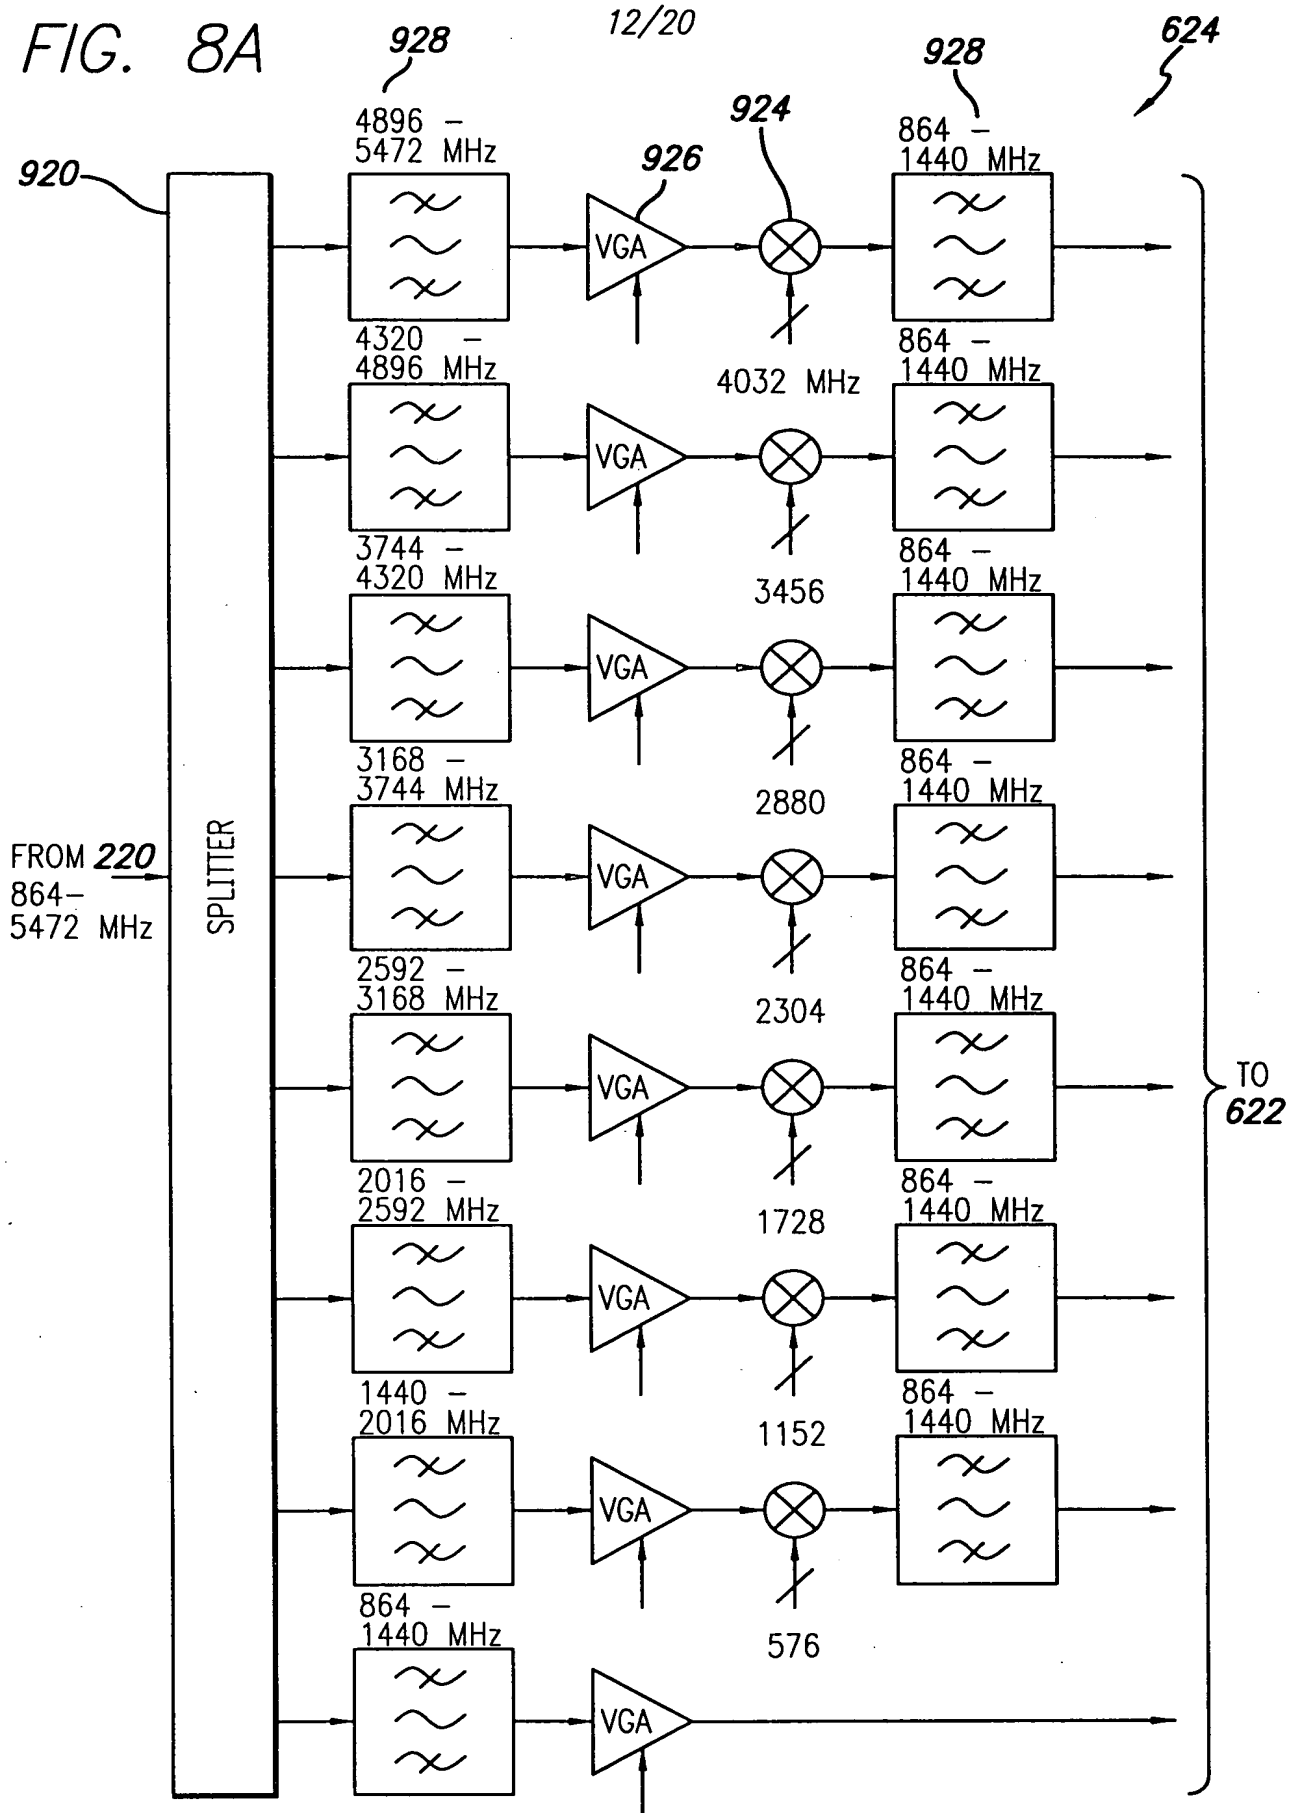 FIG. 8A
12/20
928
928
624
924
926
920
4896 -
5472 MHz
864 -
1440 MHz
VGA
4032 MHz
4320 -
4896 MHz
864 -
1440 MHz
VGA
3456
3744 -
4320 MHz
864 -
1440 MHz
VGA
2880
3168 -
3744 MHz
864 -
1440 MHz
VGA
2304
FROM 220
864-
5472 MHz
SPLITTER
2592 -
3168 MHz
864 -
1440 MHz
VGA
1728
TO
622
2016 -
2592 MHz
864 -
1440 MHz
VGA
1152
1440 -
2016 MHz
864 -
1440 MHz
VGA
576
864 -
1440 MHz
VGA